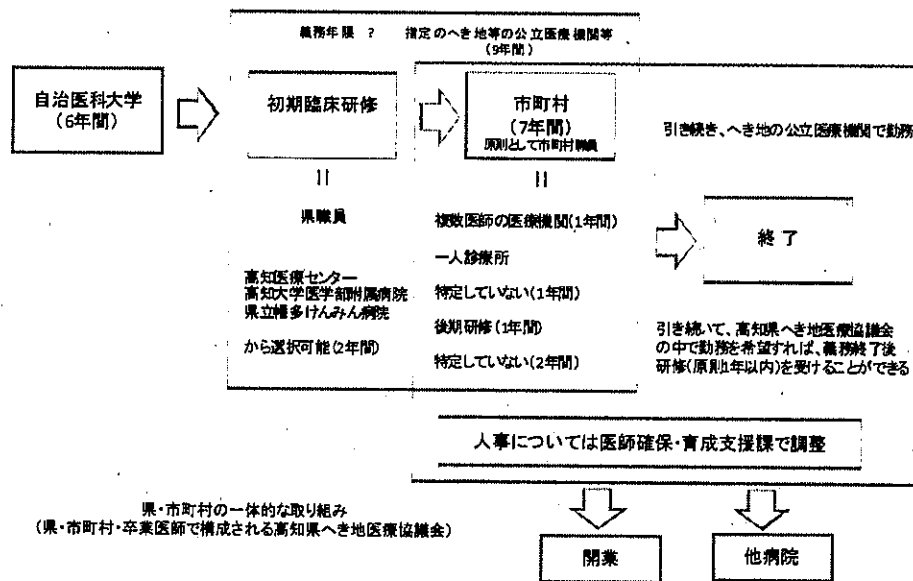 義務年限 ? 指定のへき地等の公立医療機関等
(9年間)
自治医科大学
(6年間)
初期臨床研修
市町村
(7年間)
原則として市町村職員
引き続き、へき地の公立医療機関で勤務
||
||
県職員
複数医師の医療機関(1年間)
一人診療所
終了
高知医療センター
高知大学医学部附属病院
県立幡多けんみん病院
特定していない(1年間)
後期研修(1年間)
から選択可能(2年間)
特定していない(2年間)
引き続いて、高知県へき地医療協議会
の中で勤務を希望すれば、義務終了後
研修(原則1年以内)を受けることができる
人事については医師確保・育成支援課で調整
県・市町村の一体的な取り組み
(県・市町村・卒業医師で構成される高知県へき地医療協議会)
開業
他病院